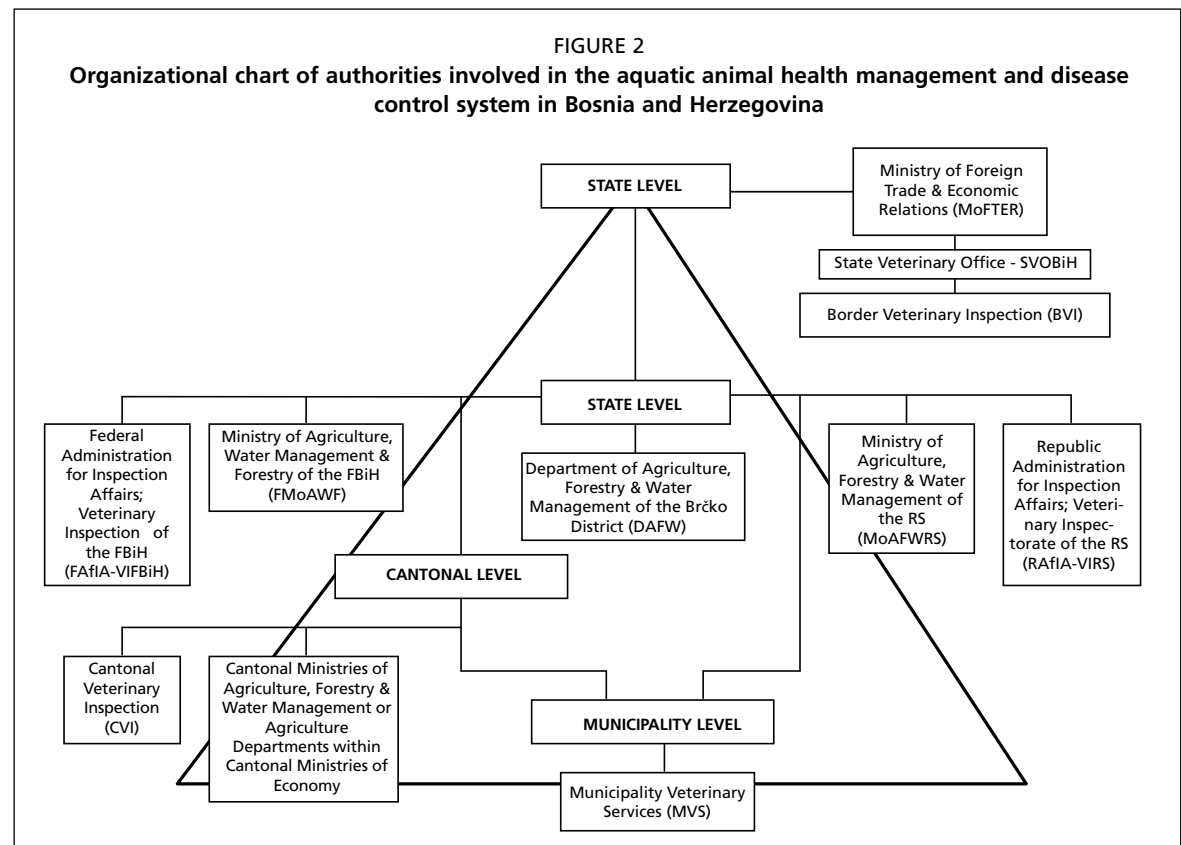 FIGURE 2
Organizational chart of authorities involved in the aquatic animal health management and disease
control system in Bosnia and Herzegovina
STATE LEVEL
Ministry of Foreign
Trade & Economic
Relations (MoFTER)
State Veterinary Office - SVOBiH
Border Veterinary Inspection (BVI)
STATE LEVEL
Federal
Administration
for Inspection
Affairs;
Veterinary
Inspection of
the FBiH
(FAfIA-VIFBiH)
Ministry of Agriculture,
Water Management &
Forestry of the FBiH
(FMoAWF)
Department of Agriculture,
Forestry & Water
Management of the Brčko
District (DAFW)
Ministry of
Agriculture,
Forestry & Water
Management of
the RS
(MoAFWRS)
Republic
Administration
for Inspection
Affairs; Veteri-
nary Inspec-
torate of the RS
(RAfIA-VIRS)
CANTONAL LEVEL
Cantonal
Veterinary
Inspection
(CVI)
Cantonal Ministries of
Agriculture, Forestry &
Water Management or
Agriculture
Departments within
Cantonal Ministries of
Economy
MUNICIPALITY LEVEL
Municipality Veterinary
Services (MVS)